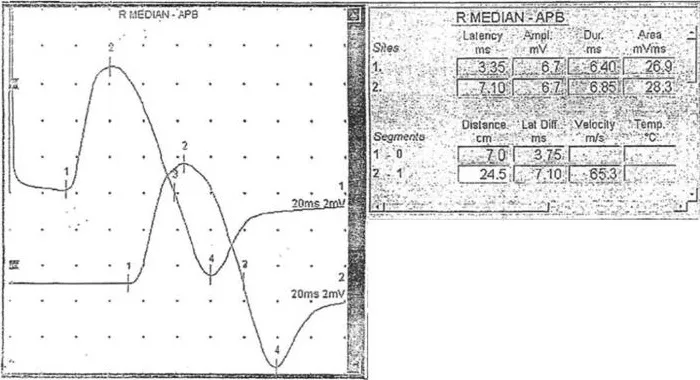 R MEDIAN - APB
2
1
3
2
1
20ms 2mV
4
1
3
2
20ms 2mV
4
R MEDIAN - APB
Latency Ampl. Dur. Area
Sites ms mV ms mVms
1. 3.35 6.7 6.40 26.9
2. 7.10 6.7 6.85 28.3
Distance Lat Diff Velocity Temp.
Segments cm ms m/s °C
1 - 0 7.0 3.75
2 - 1 24.5 7.10 65.3